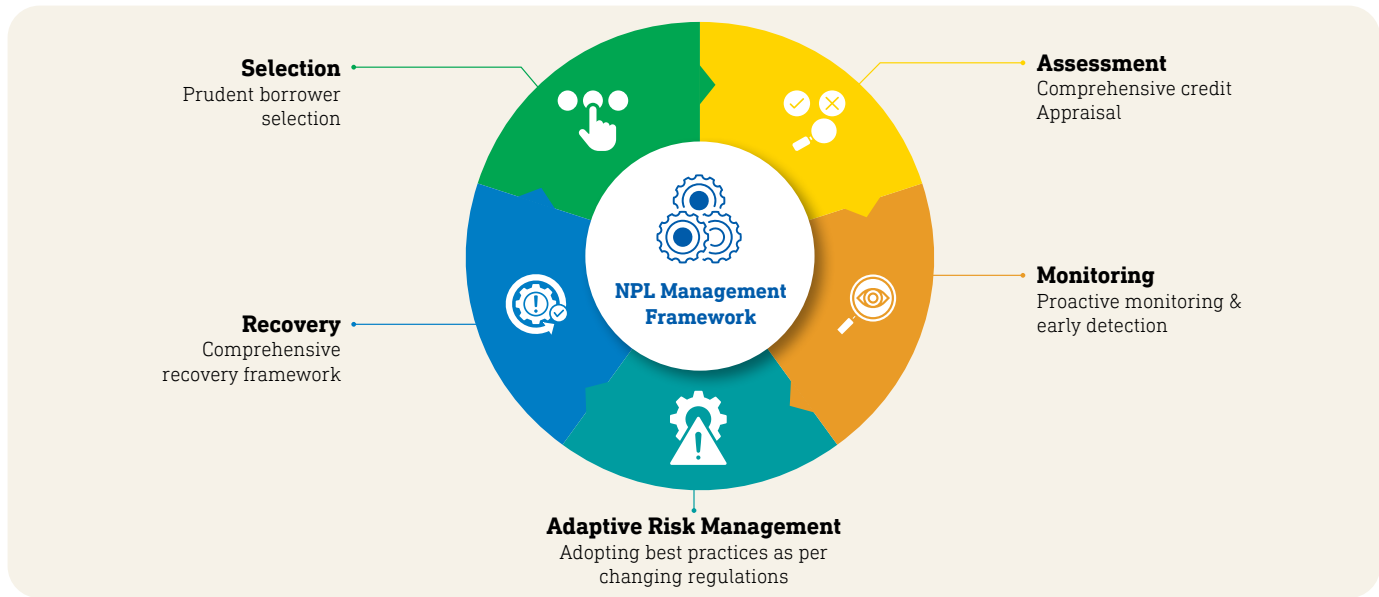 Selection
Prudent borrower
selection
Assessment
Comprehensive credit
Appraisal
NPL Management
Framework
Monitoring
Proactive monitoring &
early detection
Recovery
Comprehensive
recovery framework
Adaptive Risk Management
Adopting best practices as per
changing regulations